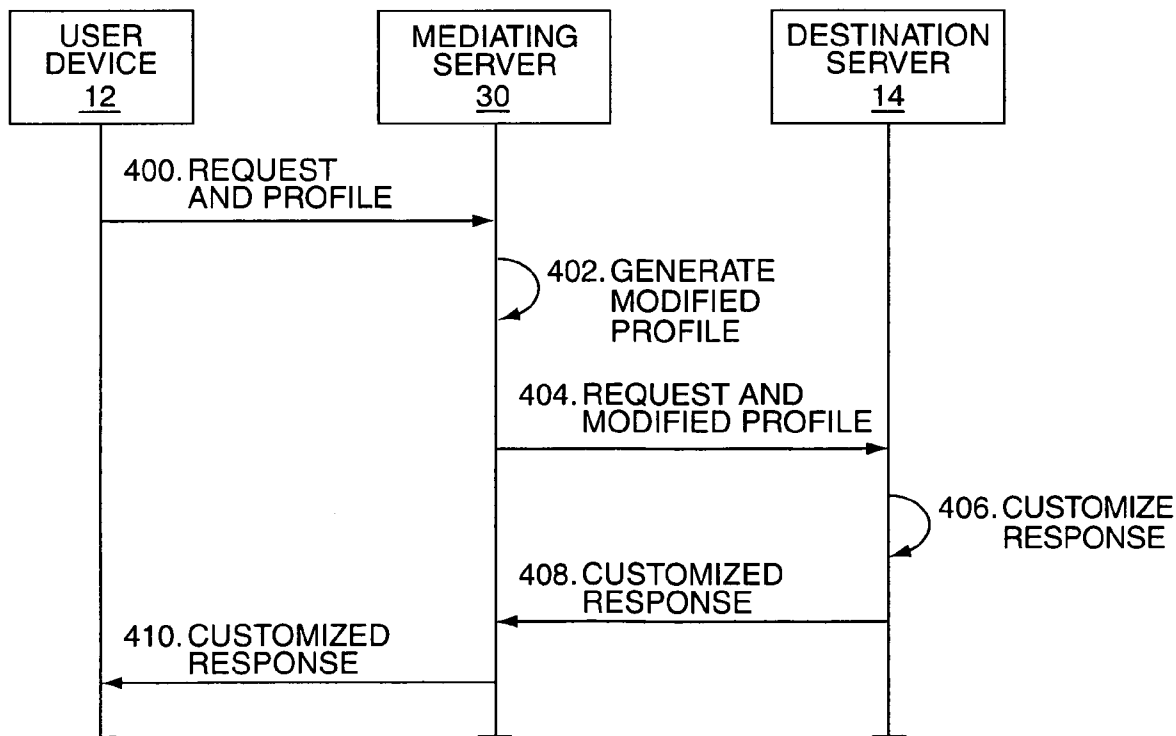 USER
DEVICE
12
MEDIATING
SERVER
30
DESTINATION
SERVER
14
400. REQUEST
AND PROFILE
402. GENERATE
MODIFIED
PROFILE
404. REQUEST AND
MODIFIED PROFILE
406. CUSTOMIZE
RESPONSE
408. CUSTOMIZED
RESPONSE
410. CUSTOMIZED
RESPONSE